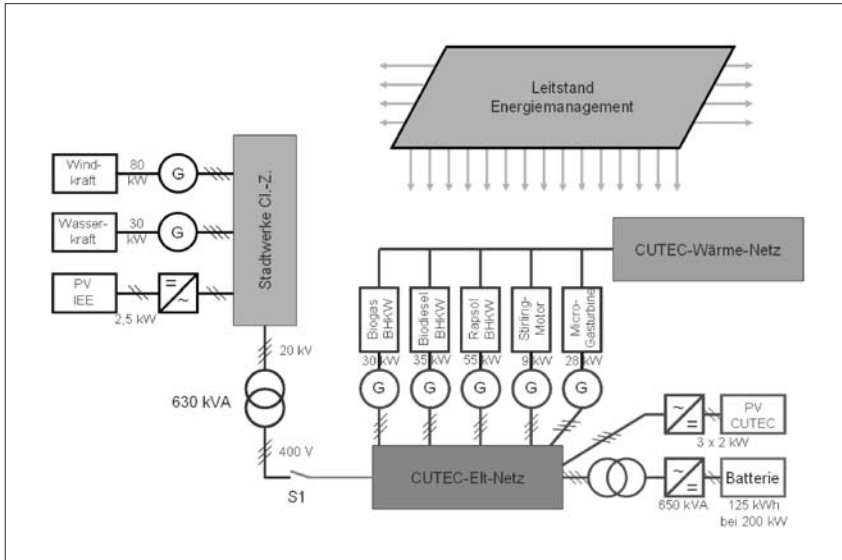 Leitstand
Energiemanagement
Wind-
kraft
80
kW
G
Wasser-
kraft
30
kW
G
PV
IEE
2,5 kW
Stadtwerke Cl.-Z.
20 kV
630 kVA
400 V
S1
CUTEC-Wärme-Netz
Biogas
BHKW
30 kW
G
Biodiesel
BHKW
35 kW
G
Rapsöl
BHKW
55 kW
G
Stirling-
Motor
9 kW
G
Micro-
Gasturbine
28 kW
G
CUTEC-Elt-Netz
PV
CUTEC
3 x 2 kW
650 kVA
Batterie
125 kWh
bei 200 kW